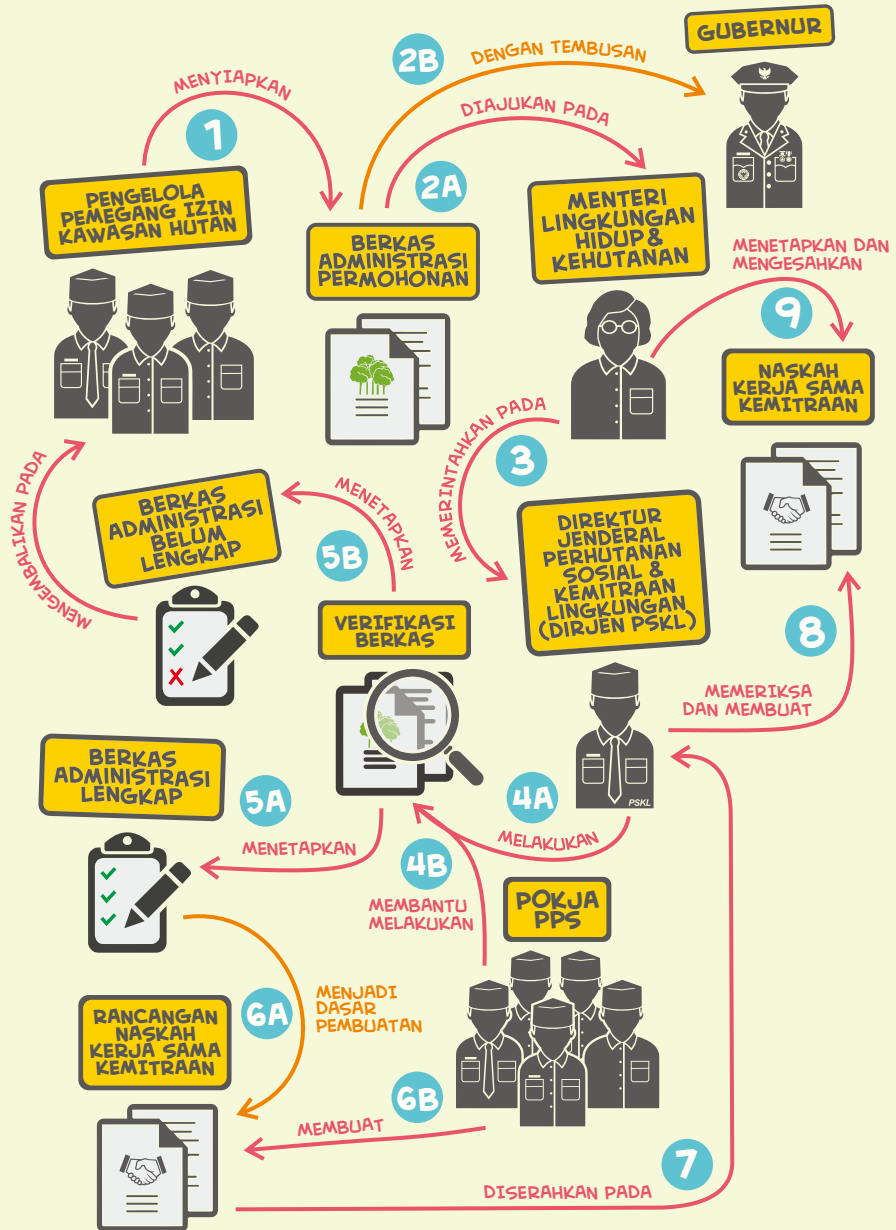 GUBERNUR
2B
DENGAN TEMBUSAN
MENYIAPKAN
1
DIAJUKAN PADA
2A
PENGELOLA
PEMEGANG IZIN
KAWASAN HUTAN
BERKAS
ADMINISTRASI
PERMOHONAN
MENTERI
LINGKUNGAN
HIDUP&
KEHUTANAN
MENETAPKAN DAN
MENGESAHKAN
9
NASKAH
KERJA SAMA
KEMITRAAN
MEMERINTAHKAN PADA
3
MENGEMBALIKAN PADA
BERKAS
ADMINISTRASI
BELUM
LENGKAP
MENETAPKAN
5B
DIREKTUR
JENDERAL
PERHUTANAN
SOSIAL &
KEMITRAAN
LINGKUNGAN
(DIRJEN PSKL)
VERIFIKASI
BERKAS
8
MEMERIKSA
DAN MEMBUAT
PSKL
BERKAS
ADMINISTRASI
LENGKAP
5A
MENETAPKAN
4A
MELAKUKAN
4B
MEMBANTU
MELAKUKAN
POKJA
PPS
RANCANGAN
NASKAH
KERJA SAMA
KEMITRAAN
6A
MENJADI
DASAR
PEMBUATAN
6B
MEMBUAT
7
DISERAHKAN PADA